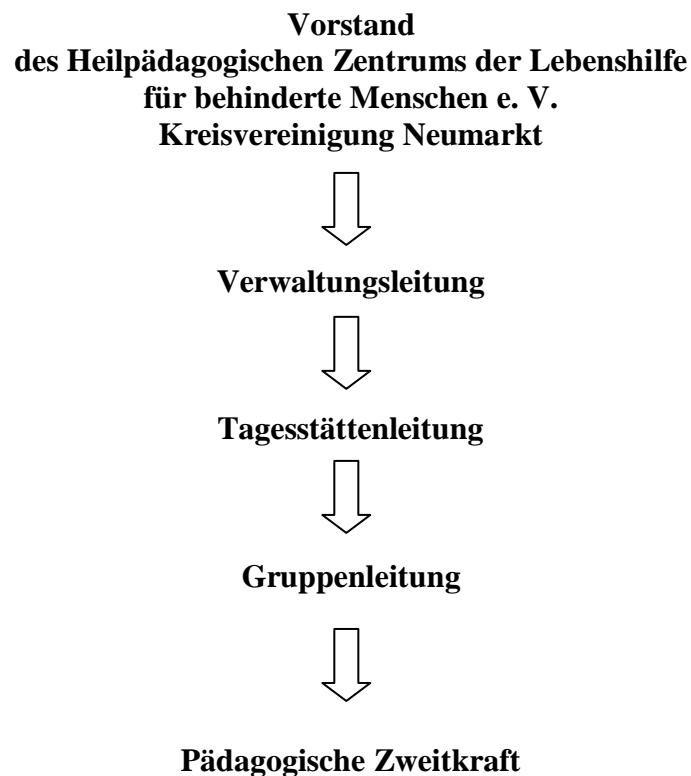 Vorstand
des Heilpädagogischen Zentrums der Lebenshilfe
für behinderte Menschen e. V.
Kreisvereinigung Neumarkt
Verwaltungsleitung
Tagesstättenleitung
Gruppenleitung
Pädagogische Zweitkraft